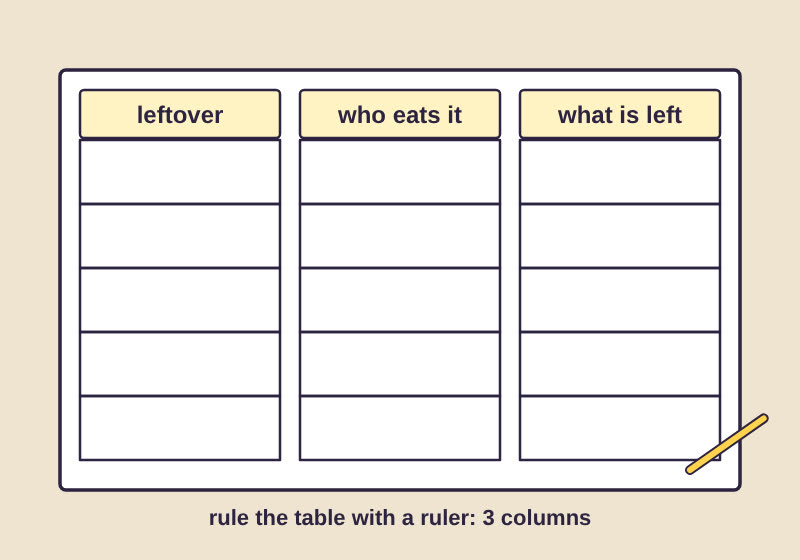 leftover
who eats it
what is left
rule the table with a ruler: 3 columns